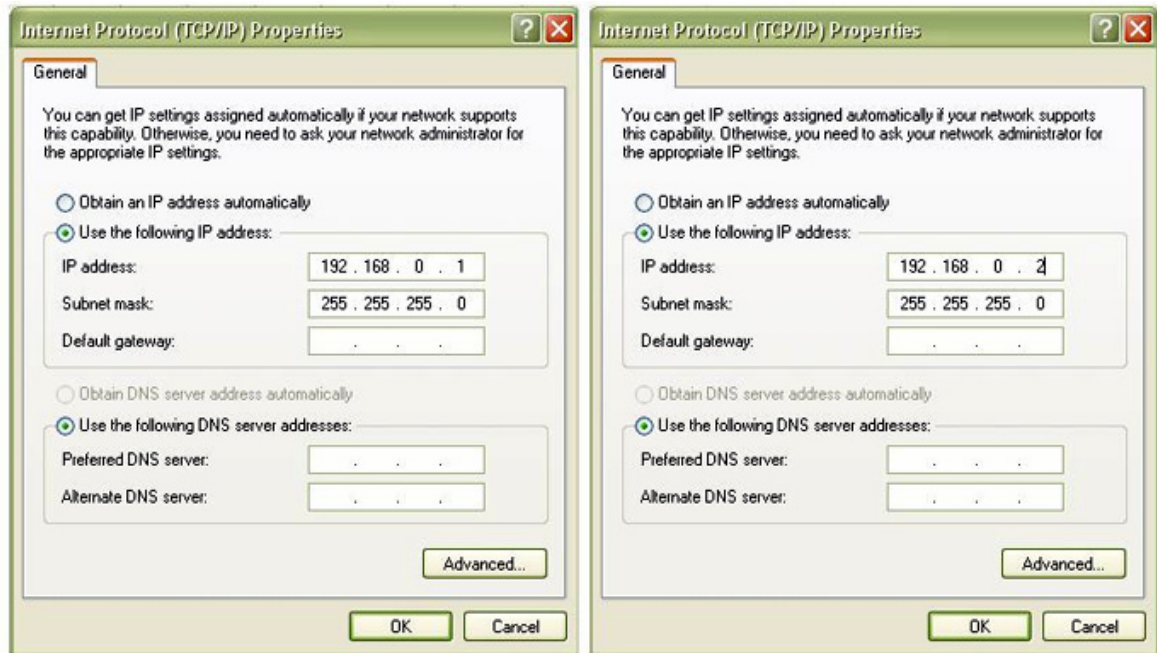 Internet Protocol (TCP/IP) Properties
General
You can get IP settings assigned automatically if your network supports
this capability. Otherwise, you need to ask your network administrator for
the appropriate IP settings.
Obtain an IP address automatically
Use the following IP address:
IP address: 192 . 168 . 0 . 1
Subnet mask: 255 . 255 . 255 . 0
Default gateway: . . .
Obtain DNS server address automatically
Use the following DNS server addresses:
Preferred DNS server: . . .
Alternate DNS server: . . .
Advanced...
OK Cancel
Internet Protocol (TCP/IP) Properties
General
You can get IP settings assigned automatically if your network supports
this capability. Otherwise, you need to ask your network administrator for
the appropriate IP settings.
Obtain an IP address automatically
Use the following IP address:
IP address: 192 . 168 . 0 . 2
Subnet mask: 255 . 255 . 255 . 0
Default gateway: . . .
Obtain DNS server address automatically
Use the following DNS server addresses:
Preferred DNS server: . . .
Alternate DNS server: . . .
Advanced...
OK Cancel